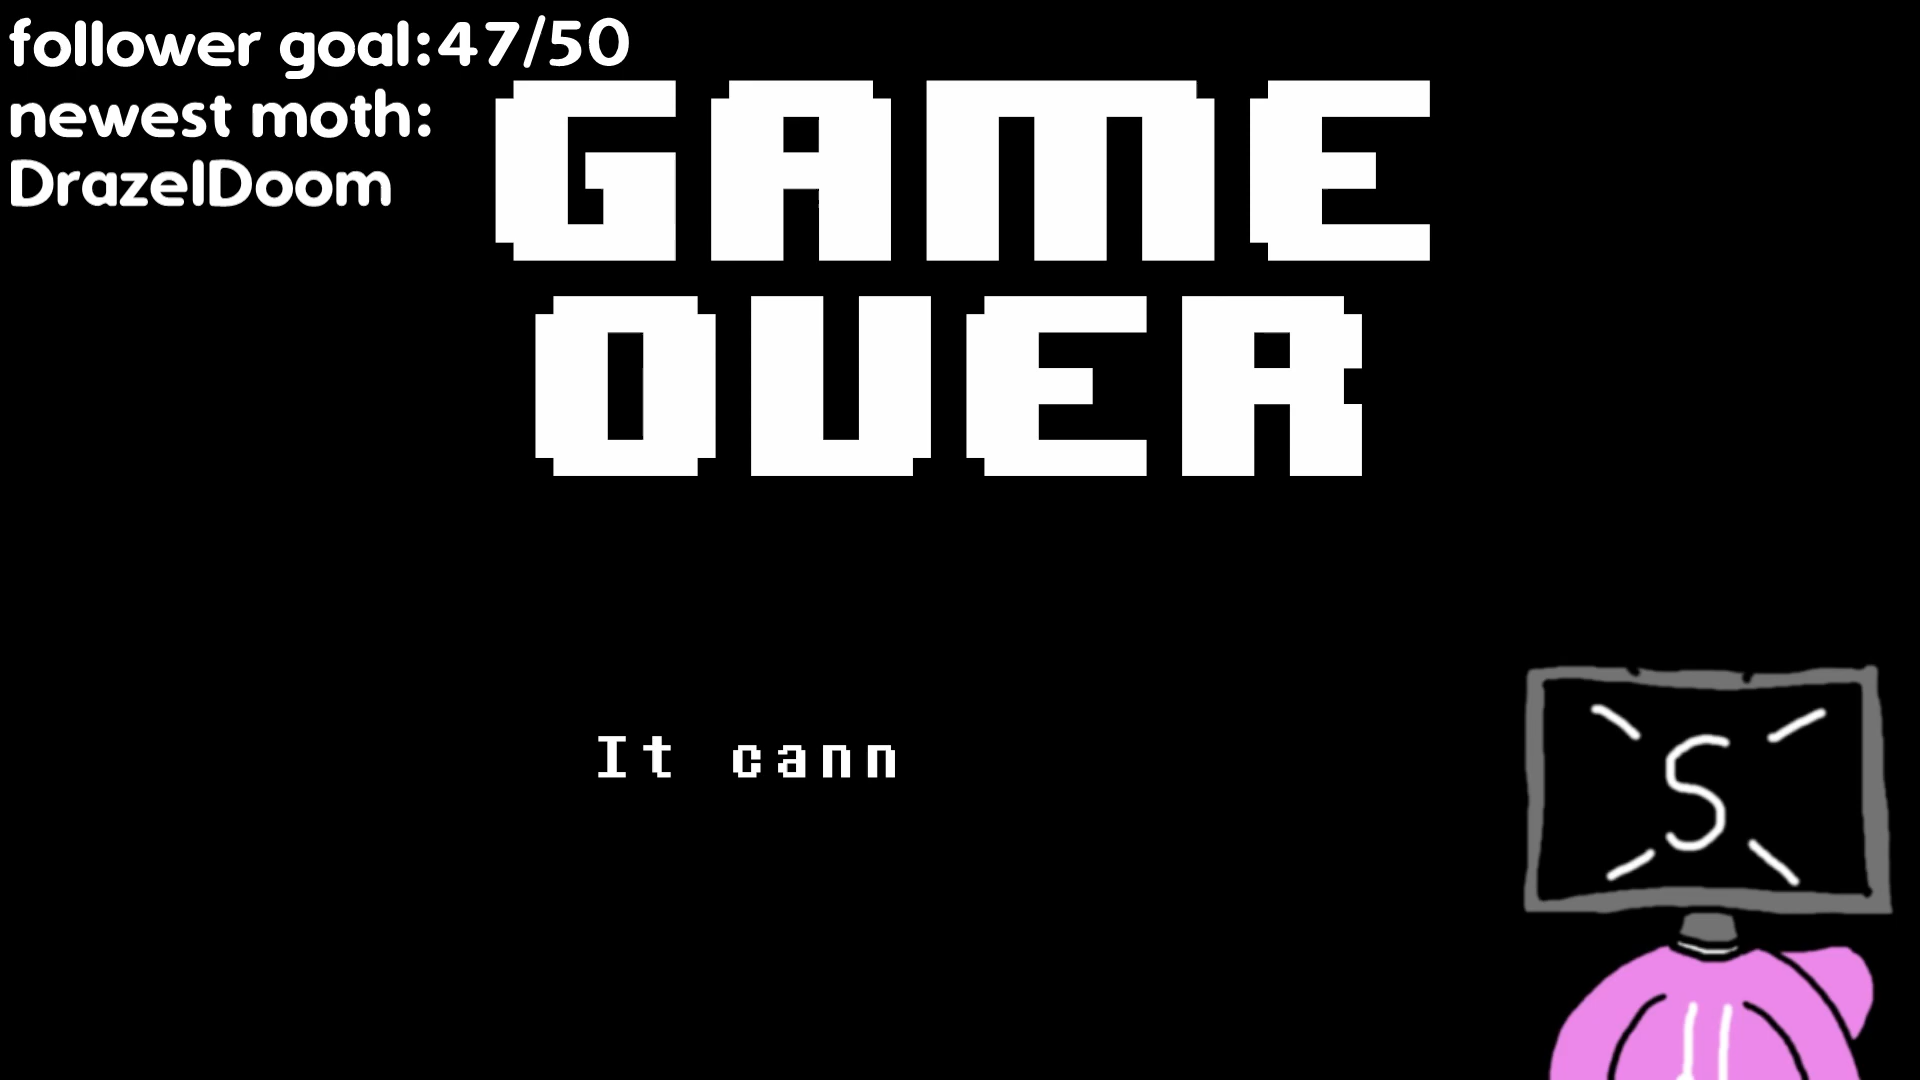 follower goal:47/50
newest moth:
DrazelDoom
GAME
OVER
It cann
S